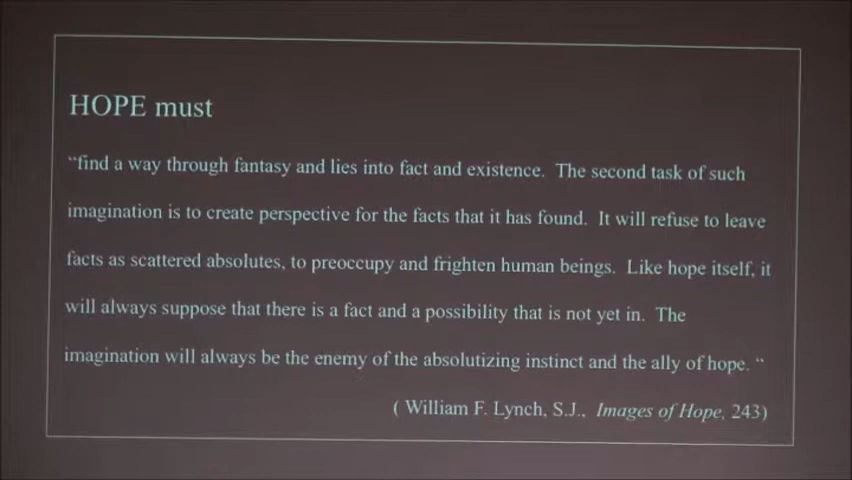 HOPE must
“find a way through fantasy and lies into fact and existence. The second task of such
imagination is to create perspective for the facts that it has found. It will refuse to leave
facts as scattered absolutes, to preoccupy and frighten human beings. Like hope itself, it
will always suppose that there is a fact and a possibility that is not yet in. The
imagination will always be the enemy of the absolutizing instinct and the ally of hope. “
( William F. Lynch, S.J., Images of Hope, 243)